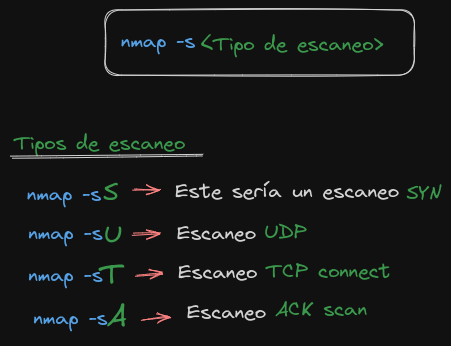 nmap -s <Tipo de escaneo>
Tipos de escaneo
nmap -sS → Este sería un escaneo SYN
nmap -sU → Escaneo UDP
nmap -sT → Escaneo TCP connect
nmap -sA → Escaneo ACK scan